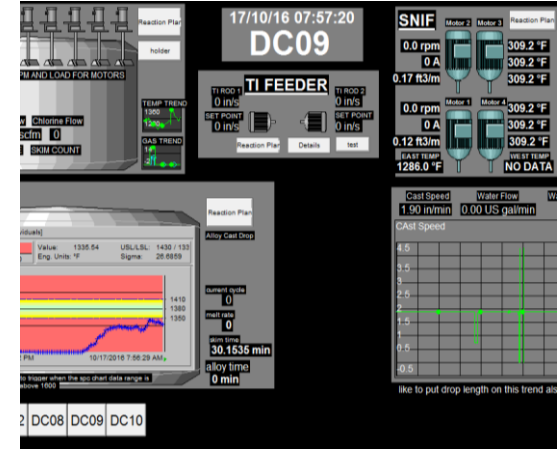 Reaction Plan
holder
PM AND LOAD FOR MOTORS
Chlorine Flow
scfm 0
SKIM COUNT
TEMP TREND
1360
GAS TREND
17/10/16 07:57:20
DC09
TI FEEDER
TI ROD 1
0 in/s
SET POINT
0 in/s
TI ROD 2
0 in/s
SET POINT
0 in/s
Reaction Plan Details test
SNIF Motor 2 Motor 3 Reaction Plan
0.0 rpm 309.2 °F
0 A 309.2 °F
0.17 ft3/m 309.2 °F
Motor 1 Motor 4
0.0 rpm 309.2 °F
0 A 309.2 °F
0.12 ft3/m 309.2 °F
EAST TEMP WEST TEMP
1286.0 °F NO DATA
Reaction Plan
Alloy Cast Drop
viduals]
Value: 1335.54 USL/LSL: 1430 / 133
Eng. Units: °F Sigma: 26.6859
1410
1380
1350
PM 10/17/2016 7:56:29 AM
to trigger when the spc chart data range is
above 1600
current cycle
0
melt rate
0
skim time
30.1535 min
alloy time
0 min
Cast Speed Water Flow Wa
1.90 in/min 0.00 US gal/min
CAst Speed
4.5
3.5
3
2.5
1.5
0.5
-0.5
like to put drop length on this trend als
2 DC08 DC09 DC10